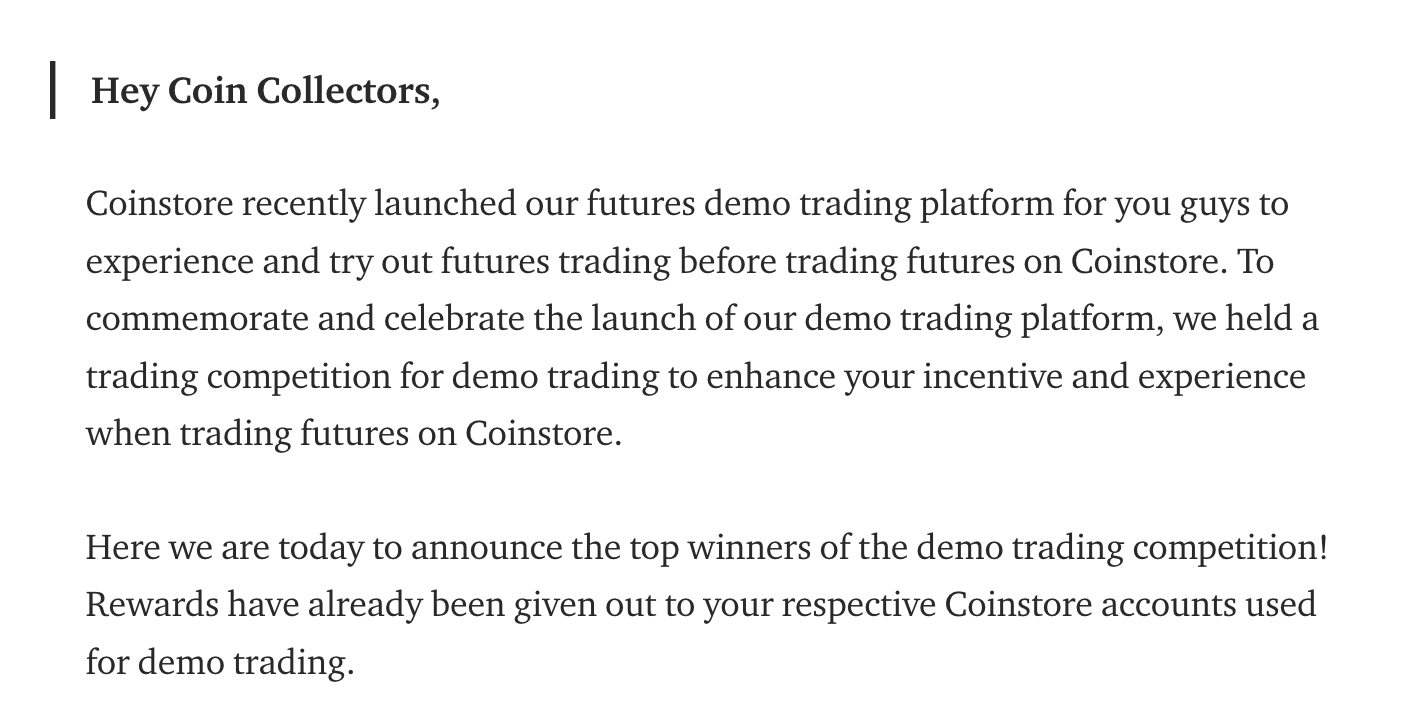 Hey Coin Collectors,
Coinstore recently launched our futures demo trading platform for you guys to
experience and try out futures trading before trading futures on Coinstore. To
commemorate and celebrate the launch of our demo trading platform, we held a
trading competition for demo trading to enhance your incentive and experience
when trading futures on Coinstore.
Here we are today to announce the top winners of the demo trading competition!
Rewards have already been given out to your respective Coinstore accounts used
for demo trading.